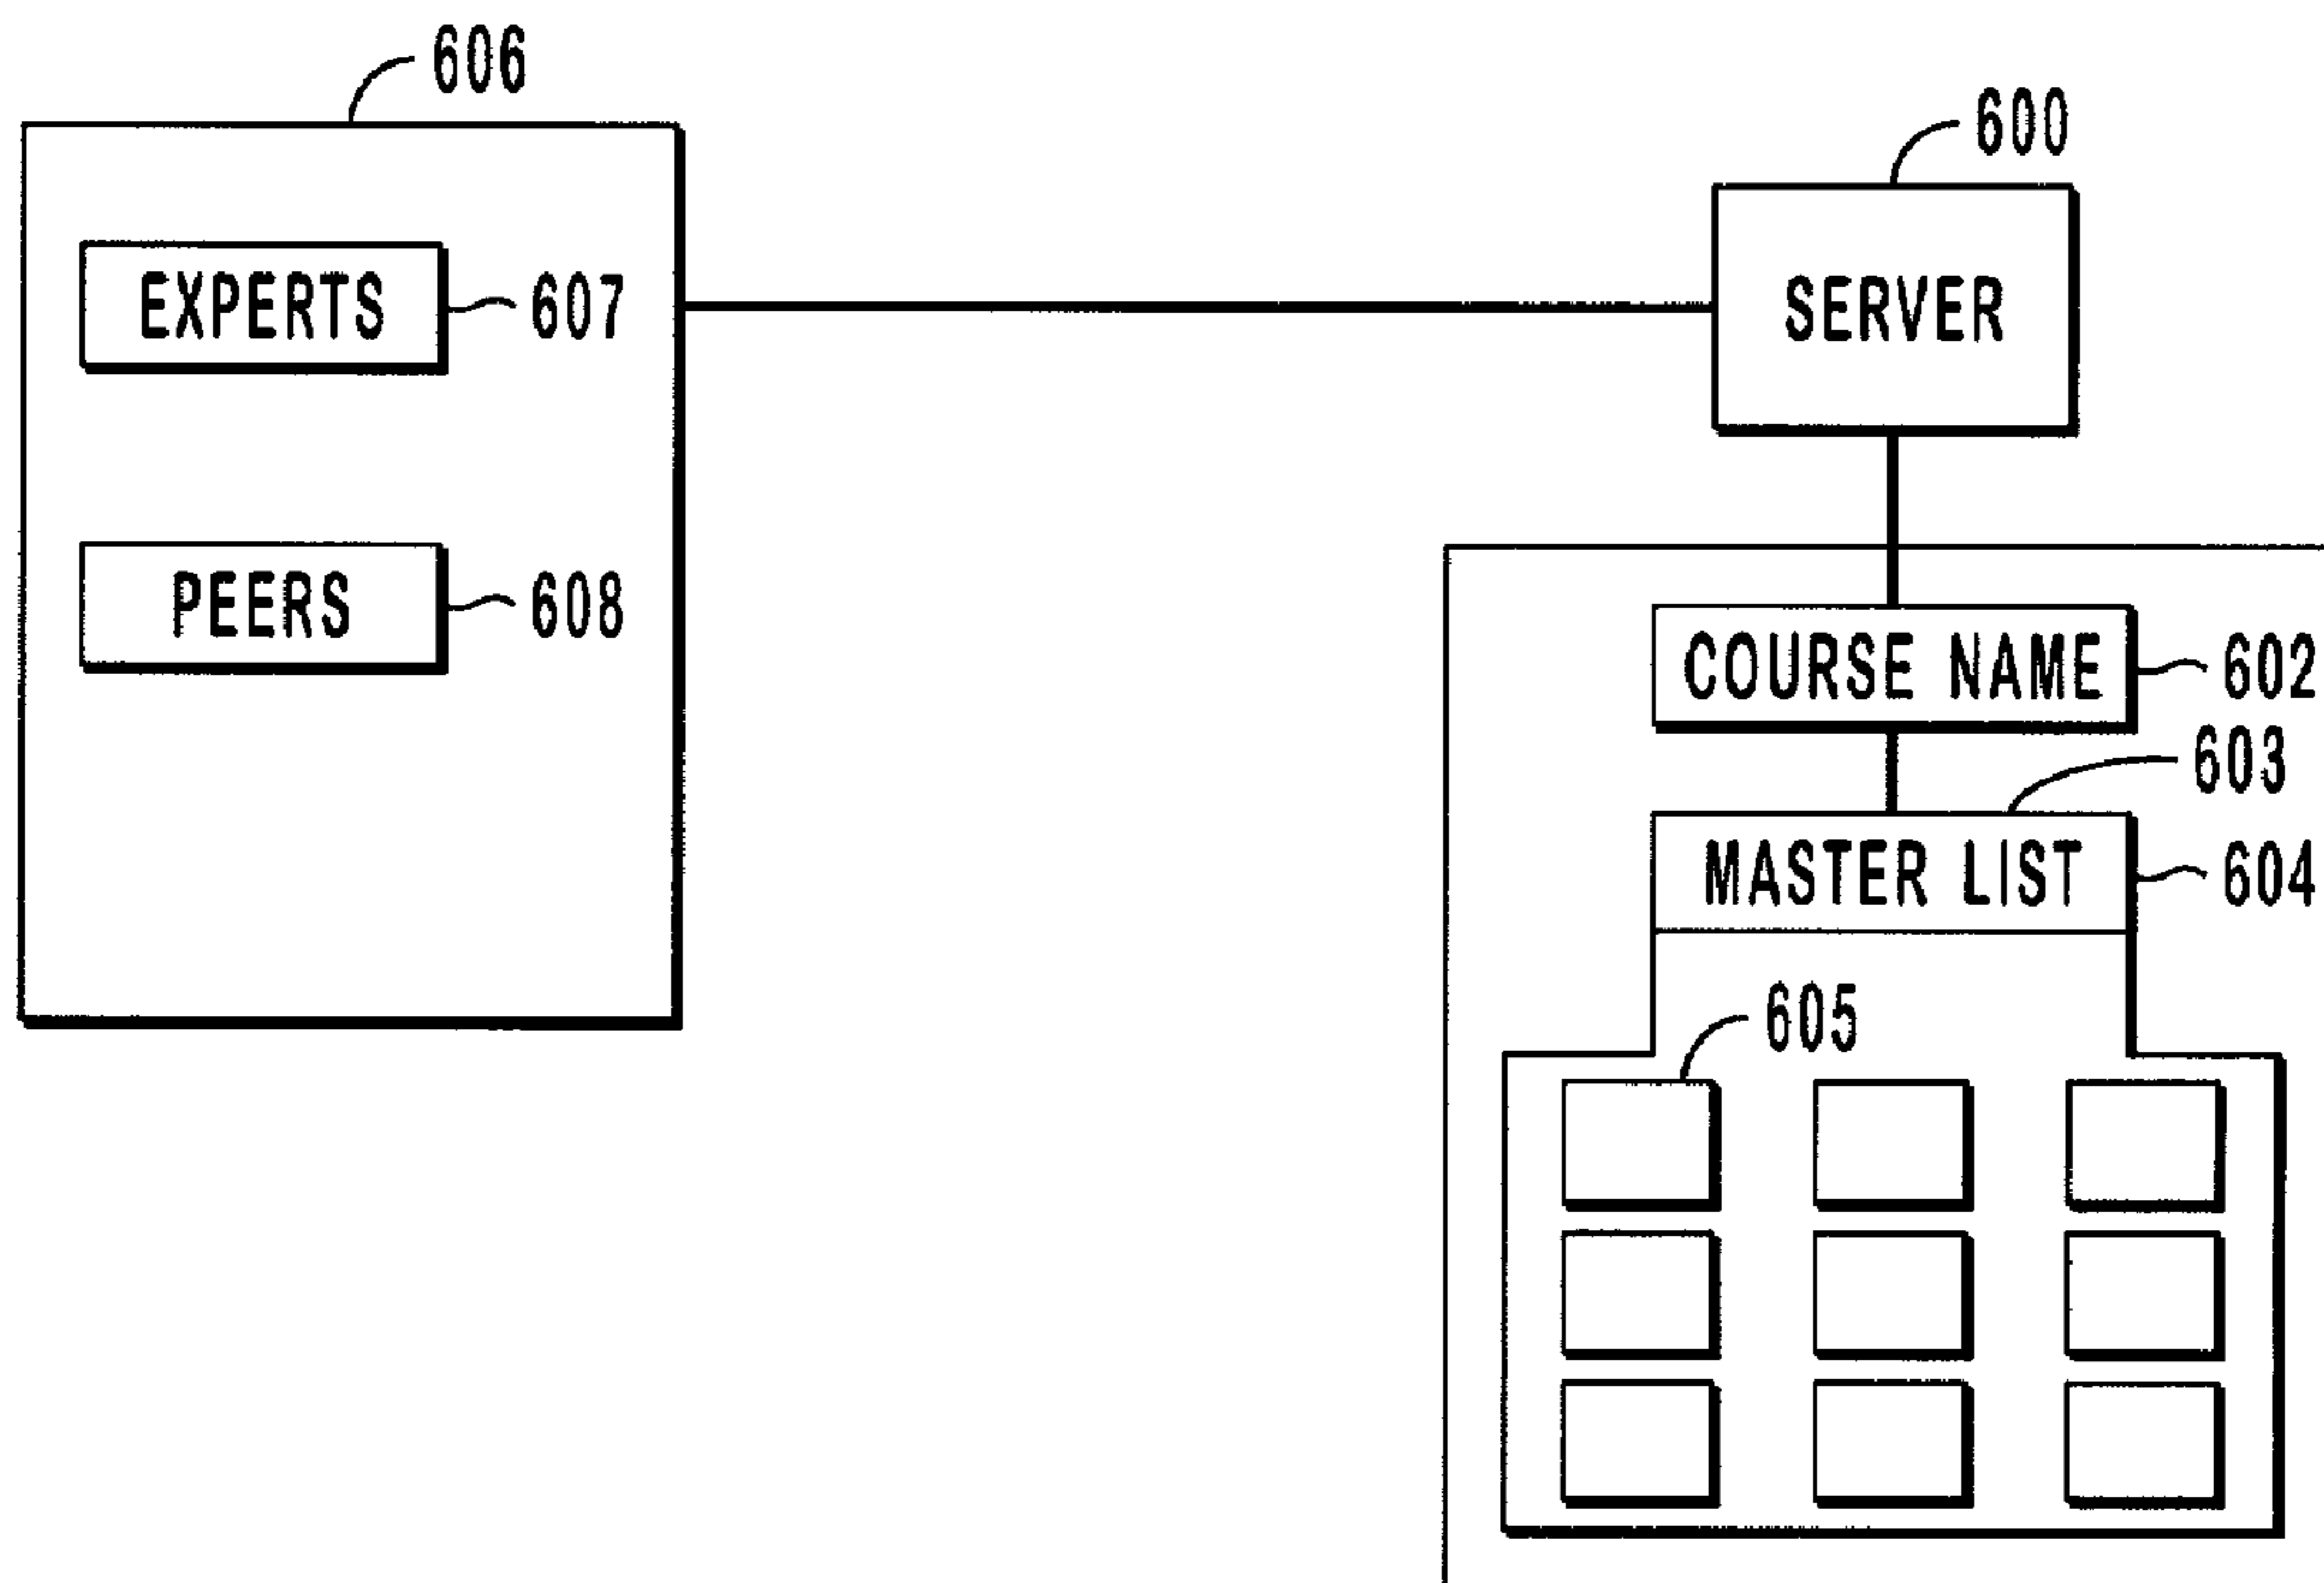 606
600
EXPERTS 607
SERVER
PEERS 608
COURSE NAME 602
603
MASTER LIST 604
605